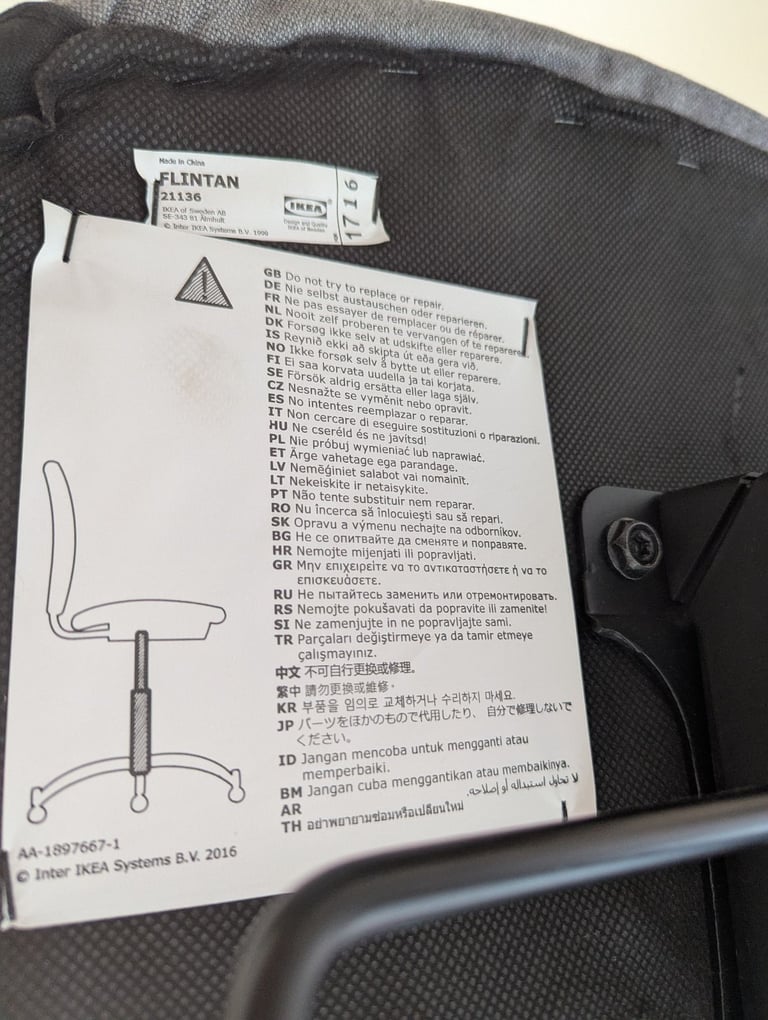 Made in China
FLINTAN
21136
IKEA of Sweden AB
SE-343 81 Älmhult
© Inter IKEA Systems B.V. 1999
IKEA
®
Design and Quality
IKEA of Sweden
1716
GB Do not try to replace or repair.
DE Nie selbst austauschen oder reparieren.
FR Ne pas essayer de remplacer ou de réparer.
NL Nooit zelf proberen te vervangen of te repareren.
DK Forsøg ikke selv at udskifte eller reparere.
IS Reynið ekki að skipta út eða gera við.
NO Ikke forsøk selv å bytte ut eller reparere.
FI Ei saa korvata uudella ja tai korjata.
SE Försök aldrig ersätta eller laga själv.
CZ Nesnažte se vyměnit nebo opravit.
ES No intentes reemplazar o reparar.
IT Non cercare di eseguire sostituzioni o riparazioni.
HU Ne cseréld és ne javítsd!
PL Nie próbuj wymieniać lub naprawiać.
ET Ärge vahetage ega parandage.
LV Nemēģiniet salabot vai nomainīt.
LT Nekeiskite ir netaisykite.
PT Não tente substituir nem reparar.
RO Nu încerca să înlocuieşti sau să repari.
SK Opravu a výmenu nechajte na odborníkov.
BG Не се опитвайте да сменяте и поправяте.
HR Nemojte mijenjati ili popravljati.
GR Μην επιχειρείτε να το αντικαταστήσετε ή να το
επισκευάσετε.
RU Не пытайтесь заменить или отремонтировать.
RS Nemojte pokušavati da popravite ili zamenite!
SI Ne zamenjujte in ne popravljajte sami.
TR Parçaları değiştirmeye ya da tamir etmeye
çalışmayınız.
中文 不可自行更换或修理。
繁中 請勿更換或維修。
KR 부품을 임의로 교체하거나 수리하지 마세요.
JP パーツをほかのもので代用したり、自分で修理しないで
ください。
ID Jangan mencoba untuk mengganti atau
memperbaiki.
BM Jangan cuba menggantikan atau membaikinya.
AR لا تحاول استبداله أو إصلاحه.
TH อย่าพยายามซ่อมหรือเปลี่ยนใหม่
AA-1897667-1
© Inter IKEA Systems B.V. 2016